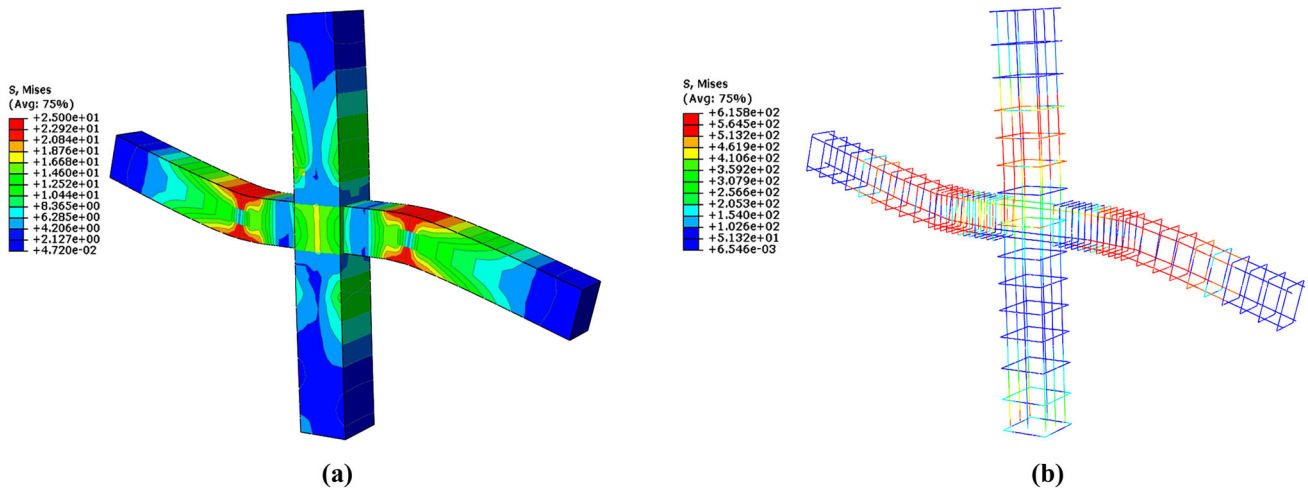 S, Mises
(Avg: 75%)
+2.500e+01
+2.292e+01
+2.084e+01
+1.876e+01
+1.668e+01
+1.460e+01
+1.252e+01
+1.044e+01
+8.365e+00
+6.285e+00
+4.206e+00
+2.127e+00
+4.720e-02
(a)
S, Mises
(Avg: 75%)
+6.158e+02
+5.645e+02
+5.132e+02
+4.619e+02
+4.106e+02
+3.592e+02
+3.079e+02
+2.566e+02
+2.053e+02
+1.540e+02
+1.026e+02
+5.132e+01
+6.546e-03
(b)